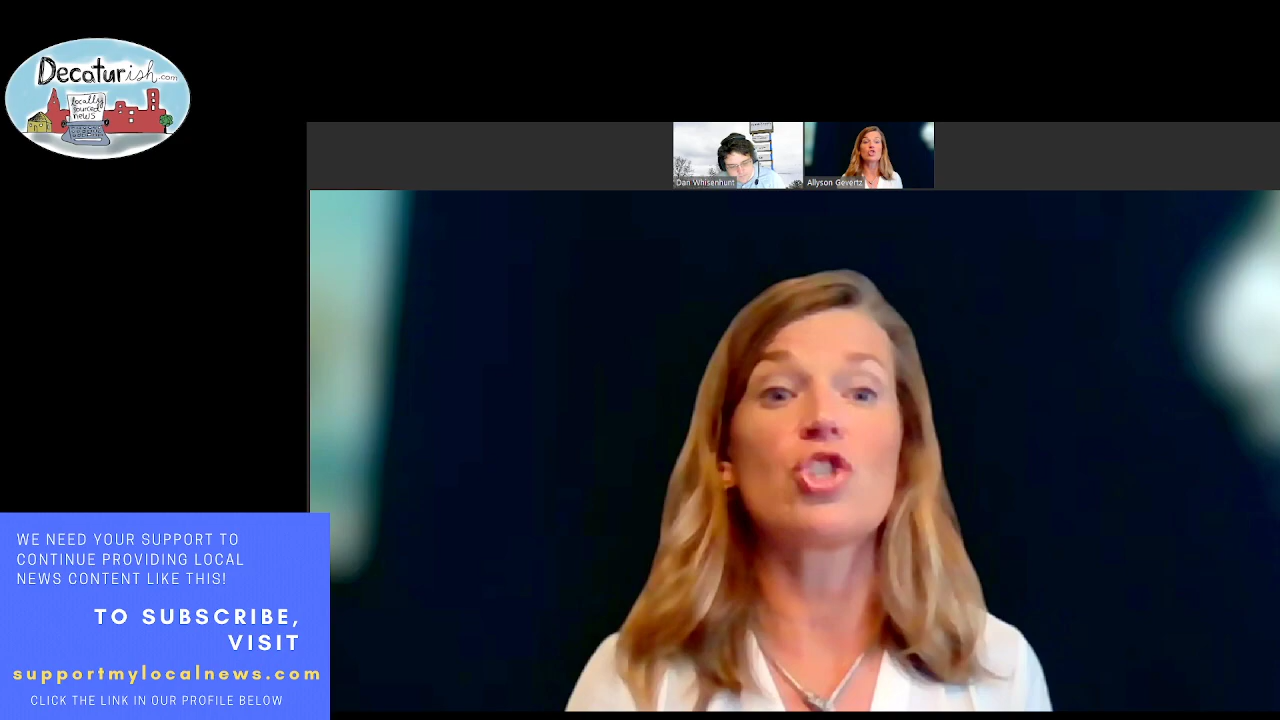 Decaturish.com
locally
sourced
news
Dan Whisenhunt
Allyson Gevertz
WE NEED YOUR SUPPORT TO
CONTINUE PROVIDING LOCAL
NEWS CONTENT LIKE THIS!
TO SUBSCRIBE,
VISIT
supportmylocalnews.com
CLICK THE LINK IN OUR PROFILE BELOW